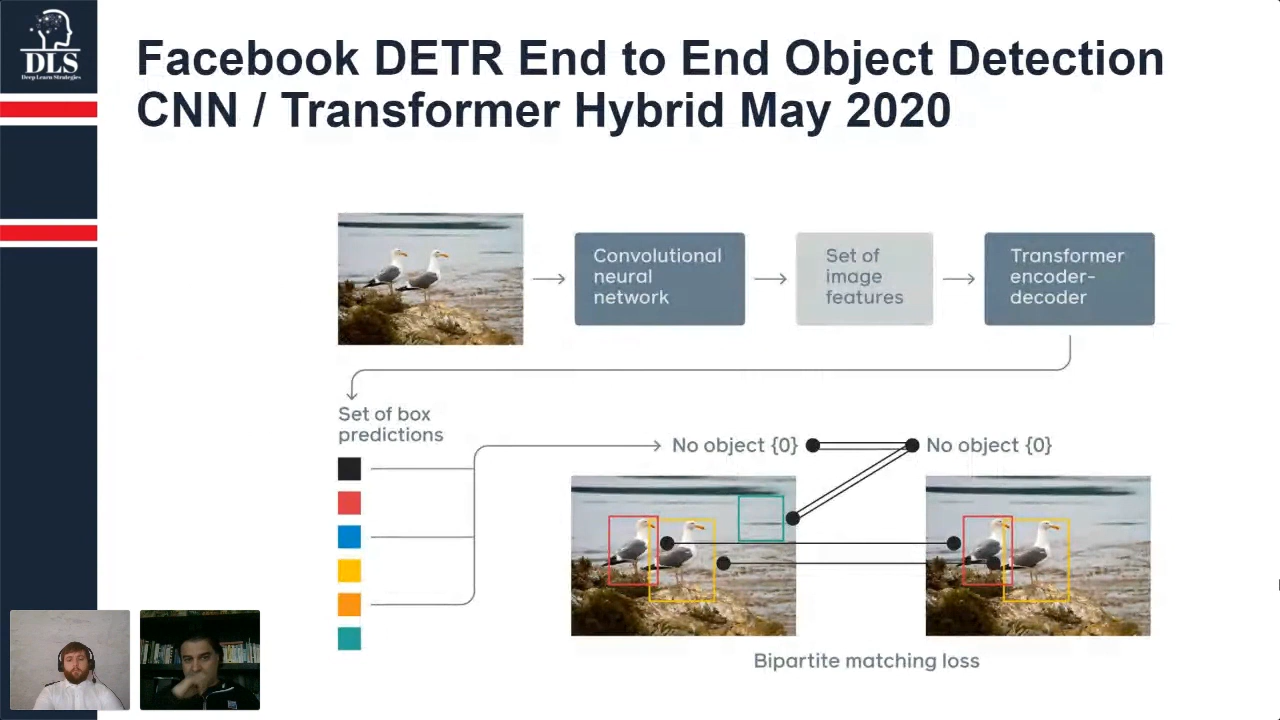 DLS
Deep Learn Strategies
Facebook DETR End to End Object Detection
CNN / Transformer Hybrid May 2020
Convolutional
neural
network
Set of
image
features
Transformer
encoder-
decoder
Set of box
predictions
No object {0}
No object {0}
Bipartite matching loss